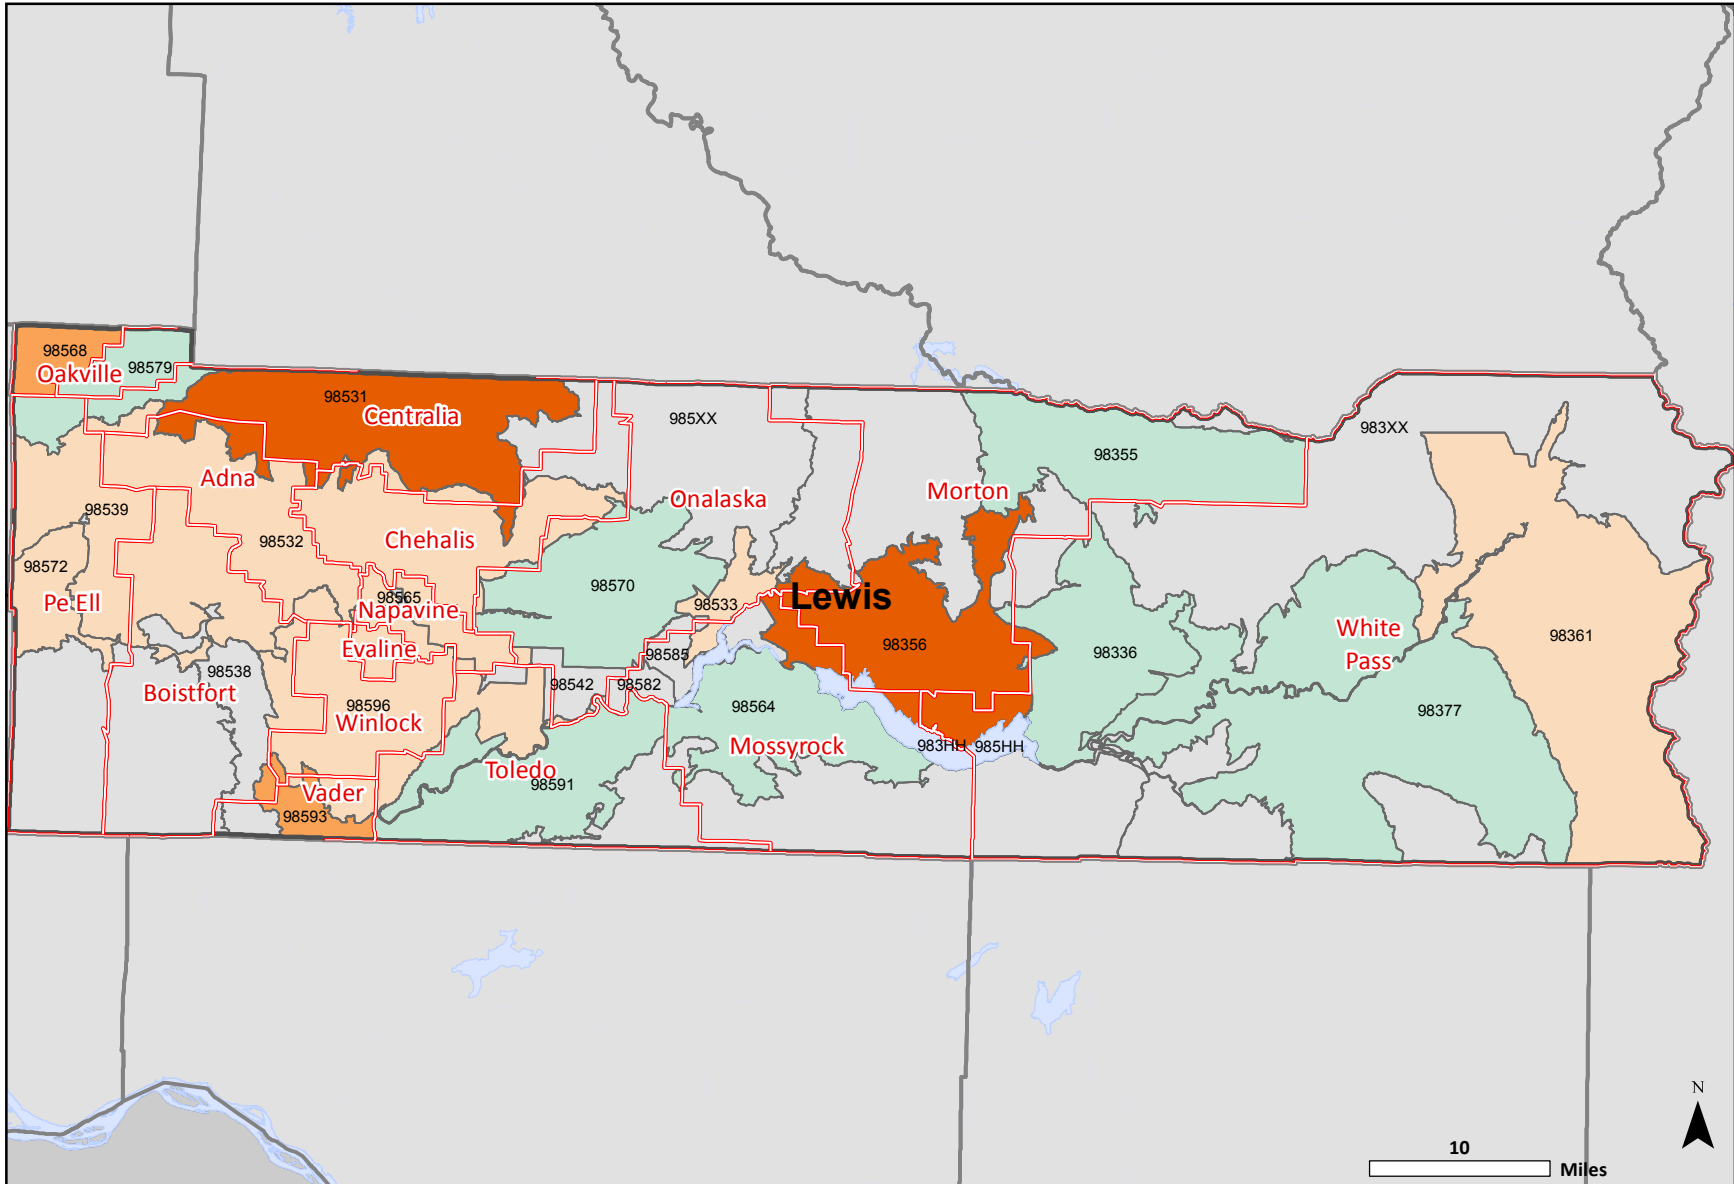 98568
Oakville
98579
98531
Centralia
985XX
983XX
98355
Adna
Onalaska
Morton
98539
98532
Chehalis
98572
98570
98565
Pe Ell
Napavine
98533
Lewis
White
Pass
98361
Evaline
98356
98336
98585
98538
Boistfort
98542
98582
98596
Winlock
98564
Mossyrock
983HH
985HH
98377
Toledo
98591
Vader
98593
N
10
Miles